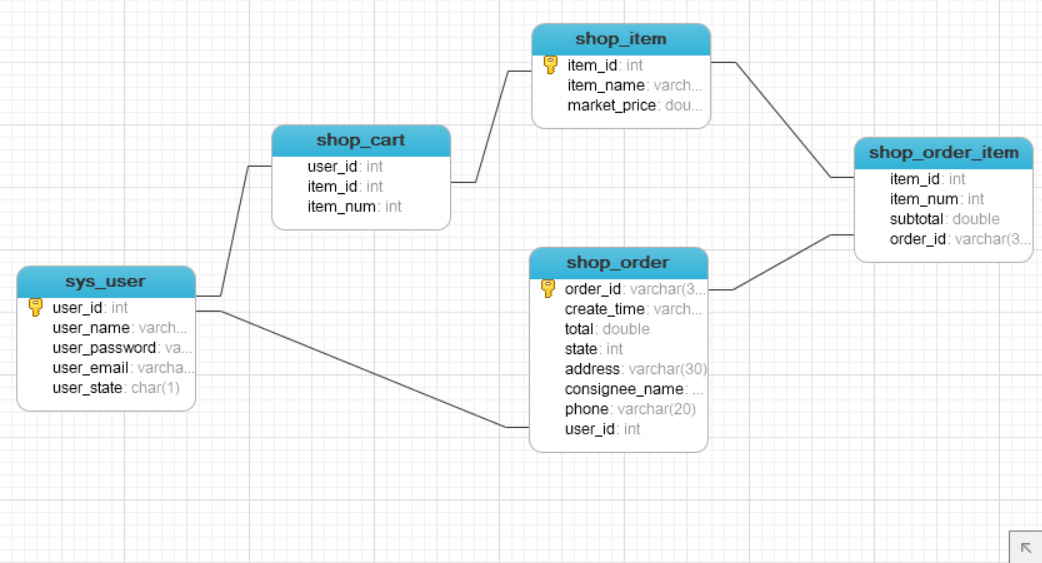 shop_item
item_id: int
item_name: varch...
market_price: dou...
shop_cart
user_id: int
item_id: int
item_num: int
shop_order_item
item_id: int
item_num: int
subtotal: double
order_id: varchar(3...
sys_user
user_id: int
user_name: varch...
user_password: va...
user_email: varcha...
user_state: char(1)
shop_order
order_id: varchar(3...
create_time: varch...
total: double
state: int
address: varchar(30)
consignee_name: ...
phone: varchar(20)
user_id: int